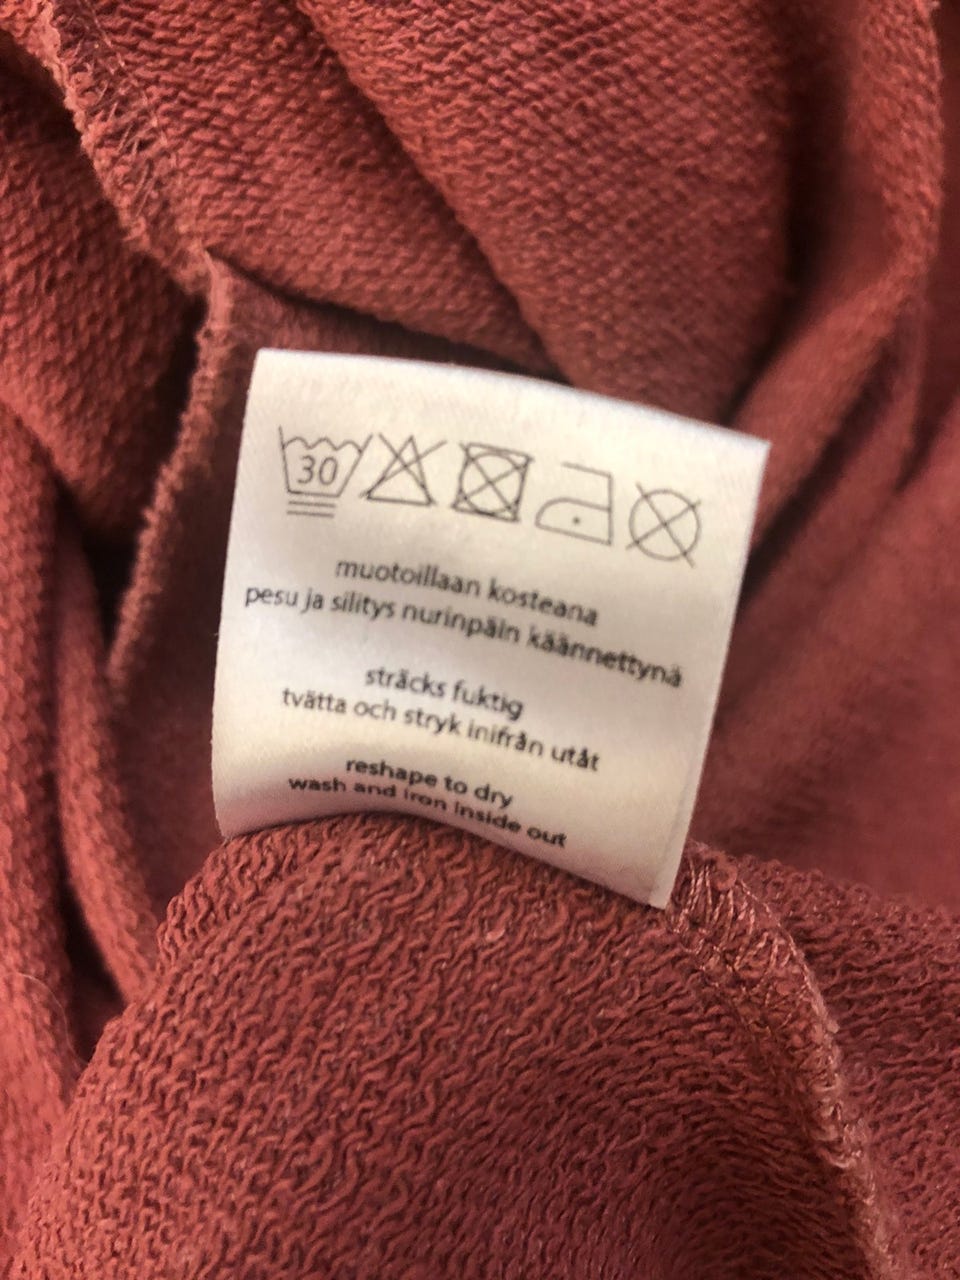 30
muotoillaan kosteana
pesu ja silitys nurinpäin käännettynä
sträcks fuktig
tvätta och stryk inifrån utåt
reshape to dry
wash and iron inside out